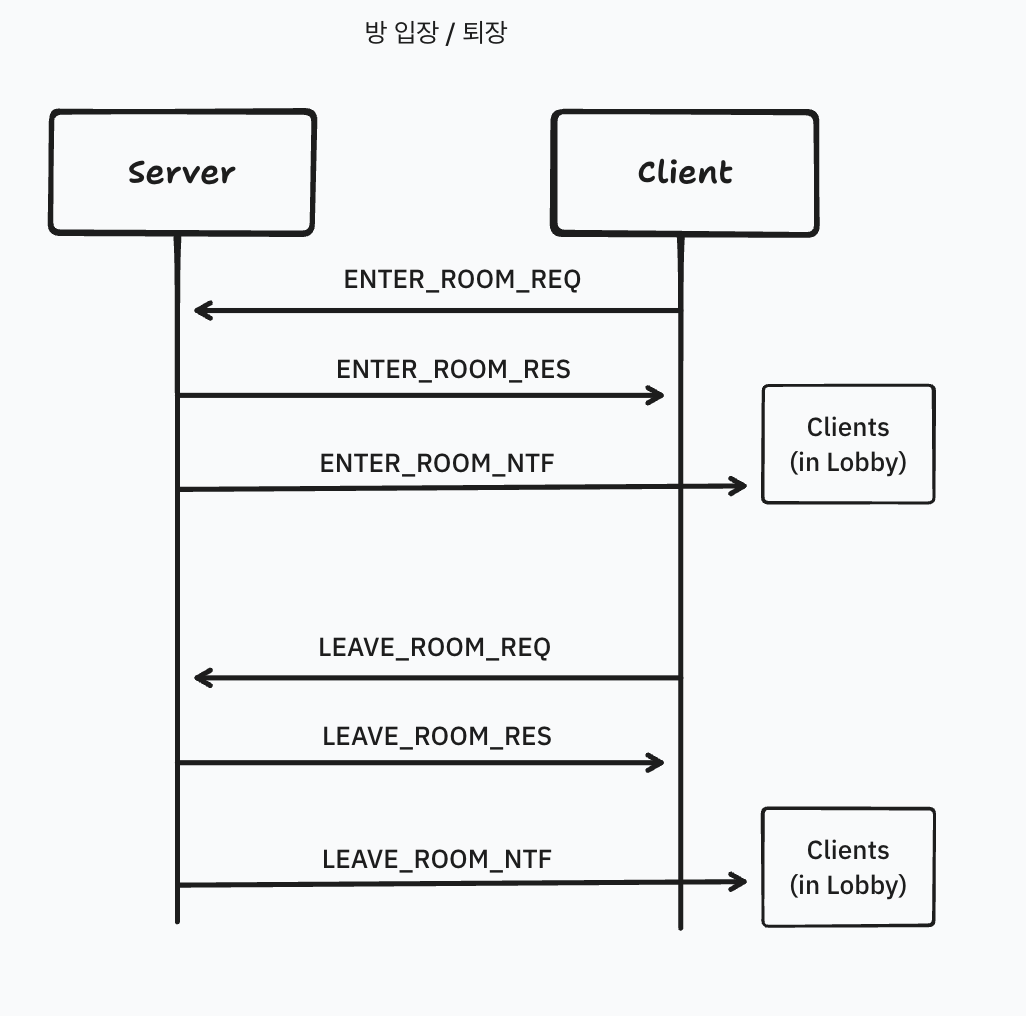 방 입장 / 퇴장
Server
Client
ENTER_ROOM_REQ
ENTER_ROOM_RES
Clients
(in Lobby)
ENTER_ROOM_NTF
LEAVE_ROOM_REQ
LEAVE_ROOM_RES
Clients
(in Lobby)
LEAVE_ROOM_NTF